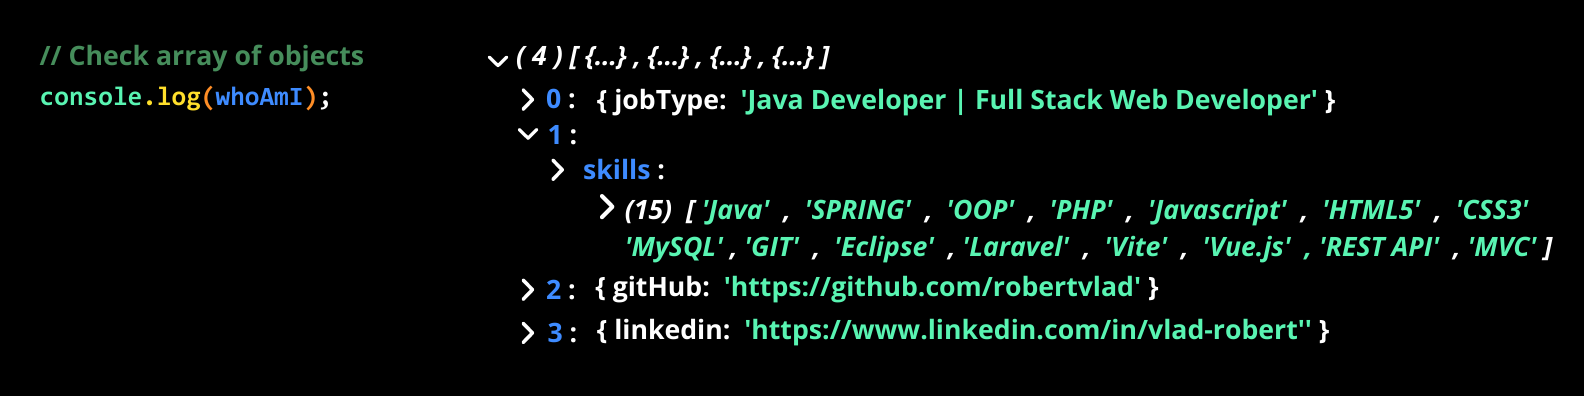 // Check array of objects
console.log(whoAmI);
( 4 ) [ {...} , {...} , {...} , {...} ]
0 : { jobType: 'Java Developer | Full Stack Web Developer' }
1 :
skills :
(15) [ 'Java' , 'SPRING' , 'OOP' , 'PHP' , 'Javascript' , 'HTML5' , 'CSS3'
'MySQL' , 'GIT' , 'Eclipse' , 'Laravel' , 'Vite' , 'Vue.js' , 'REST API' , 'MVC' ]
2 : { gitHub: 'https://github.com/robertvlad' }
3 : { linkedin: 'https://www.linkedin.com/in/vlad-robert'' }